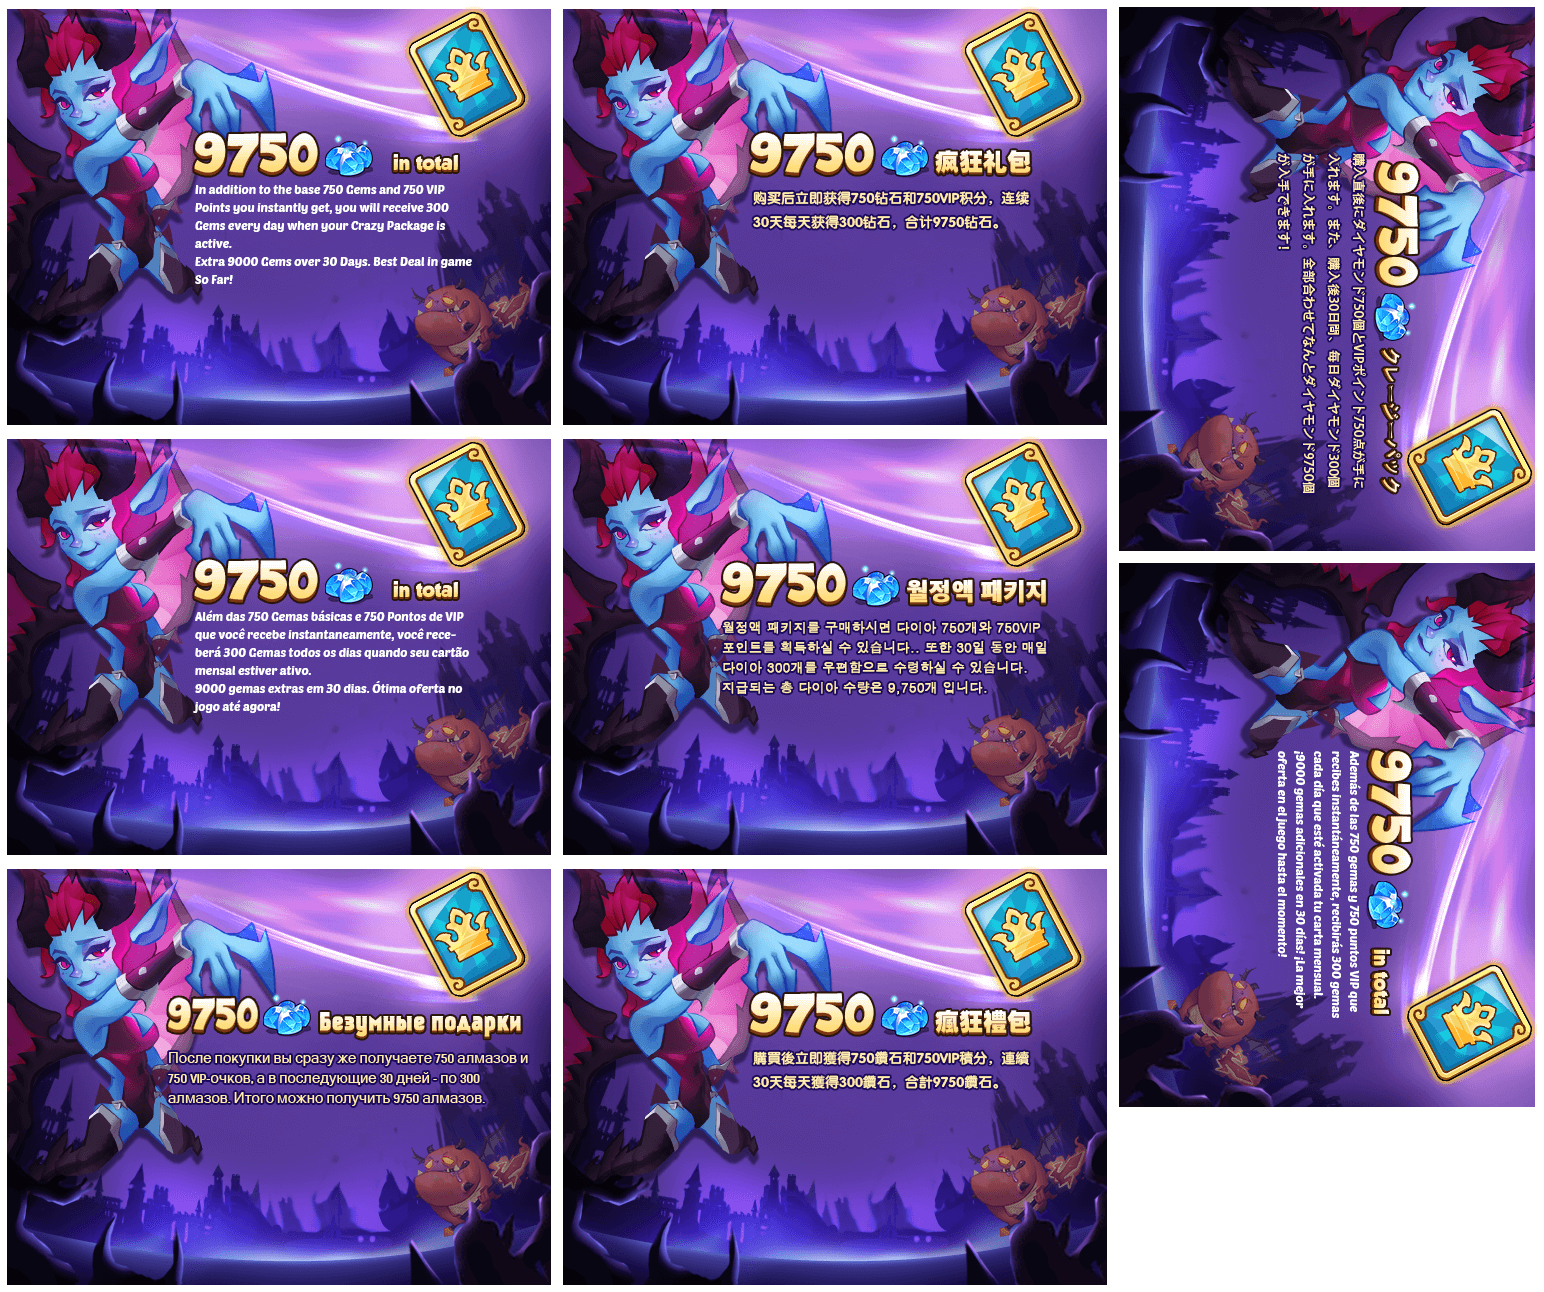 9750 in total
In addition to the base 750 Gems and 750 VIP
Points you instantly get, you will receive 300
Gems every day when your Crazy Package is
active.
Extra 9000 Gems over 30 Days. Best Deal in game
So Far!
9750 疯狂礼包
购买后立即获得750钻石和750VIP积分，连续
30天每天获得300钻石，合计9750钻石。
9750 クレージーパック
購入直後にダイヤモンド750個とVIPポイント750点が手に
入れます。また、購入後30日間、毎日ダイヤモンド300個
が手に入れます。全部合わせてなんとダイヤモンド9750個
が入手できます！
9750 in total
Além das 750 Gemas básicas e 750 Pontos de VIP
que você recebe instantaneamente, você rece-
berá 300 Gemas todos os dias quando seu cartão
mensal estiver ativo.
9000 gemas extras em 30 dias. Ótima oferta no
jogo até agora!
9750 월정액 패키지
월정액 패키지를 구매하시면 다이아 750개와 750VIP
포인트를 획득하실 수 있습니다.. 또한 30일 동안 매일
다이아 300개를 우편함으로 수령하실 수 있습니다.
지급되는 총 다이아 수량은 9,750개 입니다.
9750 in total
Además de las 750 gemas y 750 puntos VIP que
recibes instantáneamente, recibirás 300 gemas
cada día que esté activada tu carta mensual.
¡9000 gemas adicionales en 30 días! ¡La mejor
oferta en el juego hasta el momento!
9750 Безумные подарки
После покупки вы сразу же получаете 750 алмазов и
750 VIP-очков, а в последующие 30 дней - по 300
алмазов. Итого можно получить 9750 алмазов.
9750 瘋狂禮包
購買後立即獲得750鑽石和750VIP積分，連續
30天每天獲得300鑽石，合計9750鑽石。